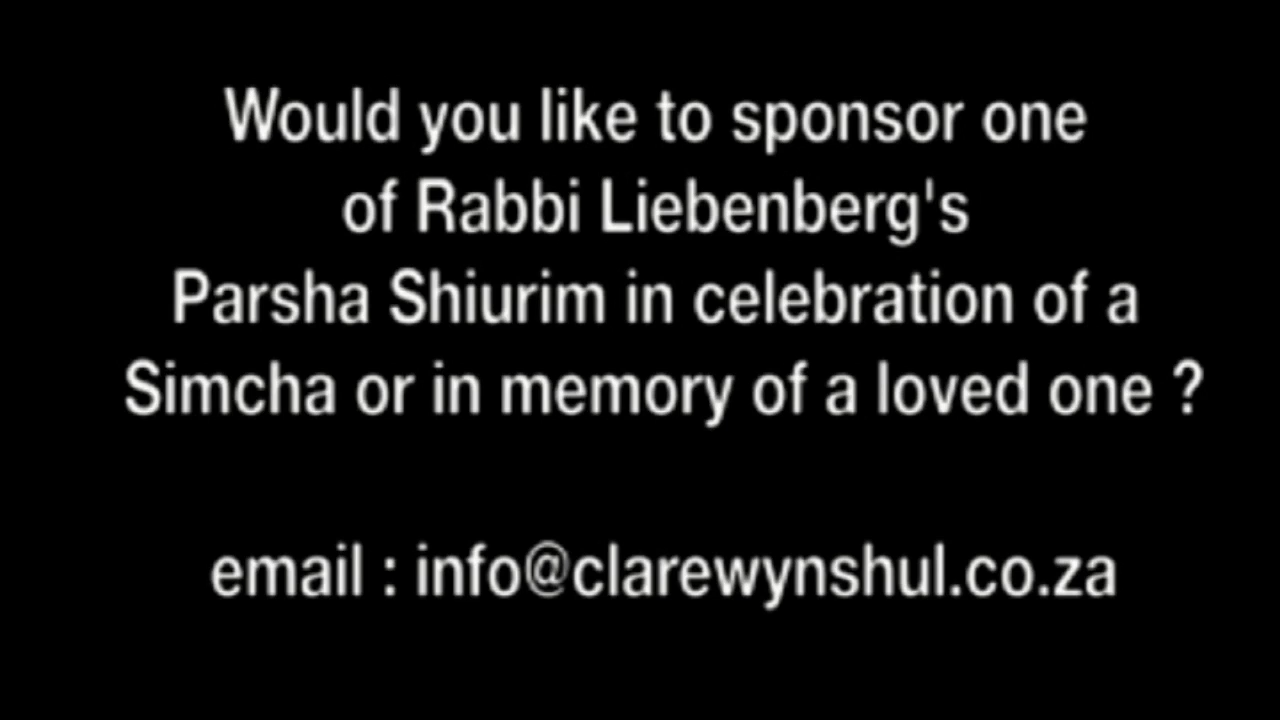 Would you like to sponsor one
of Rabbi Liebenberg's
Parsha Shiurim in celebration of a
Simcha or in memory of a loved one ?
email : info@clarewynshul.co.za